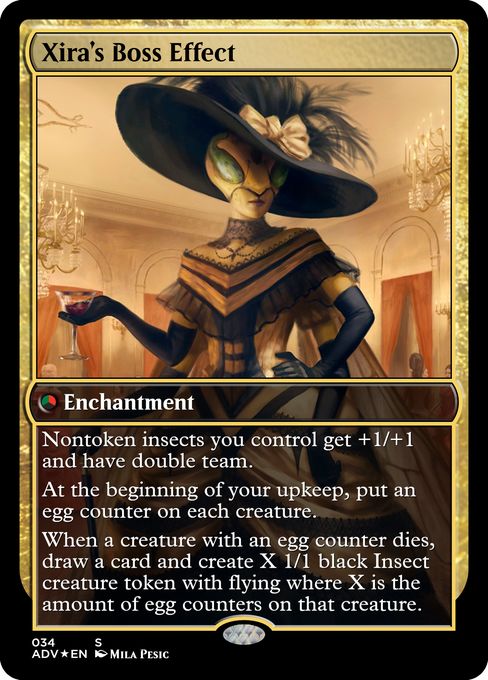 Xira's Boss Effect
Enchantment
Nontoken insects you control get +1/+1
and have double team.
At the beginning of your upkeep, put an
egg counter on each creature.
When a creature with an egg counter dies,
draw a card and create X 1/1 black Insect
creature token with flying where X is the
amount of egg counters on that creature.
034 S
ADV★EN Mila Pesic